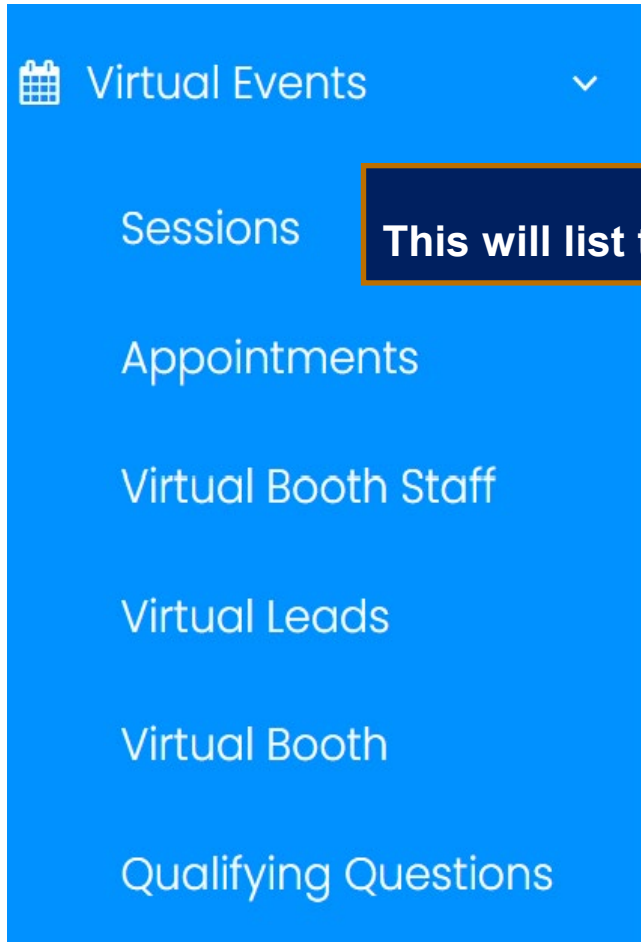 Virtual Events
Sessions
This will list
Appointments
Virtual Booth Staff
Virtual Leads
Virtual Booth
Qualifying Questions